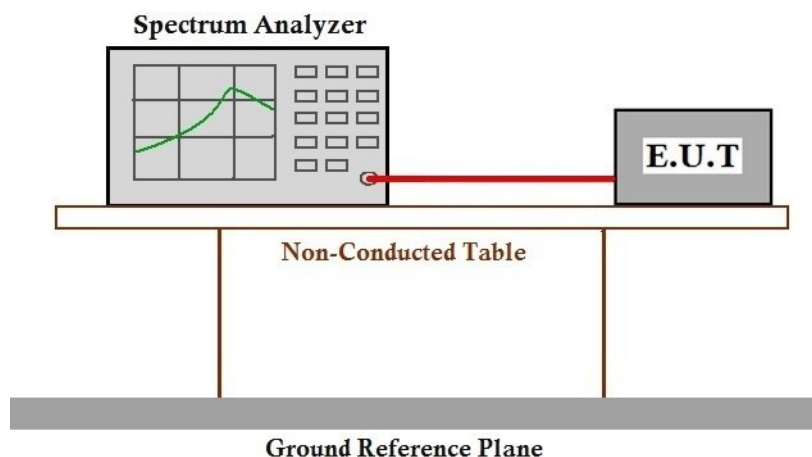 Spectrum Analyzer
E.U.T
Non-Conducted Table
Ground Reference Plane